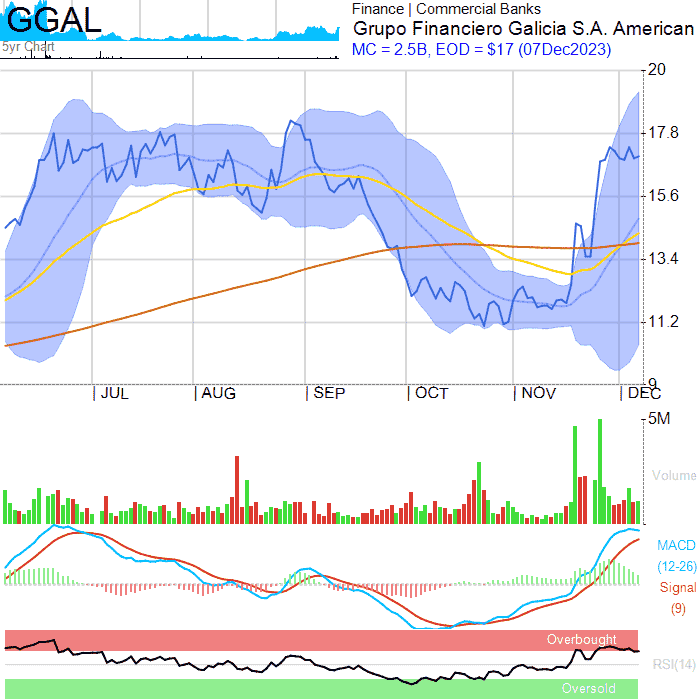 GGAL
5yr Chart
Finance | Commercial Banks
Grupo Financiero Galicia S.A. American
MC = 2.5B, EOD = $17 (07Dec2023)
20
17.8
15.6
13.4
11.2
9
JUL AUG SEP OCT NOV DEC
5M
Volume
MACD
(12-26)
Signal
(9)
Overbought
RSI(14)
Oversold